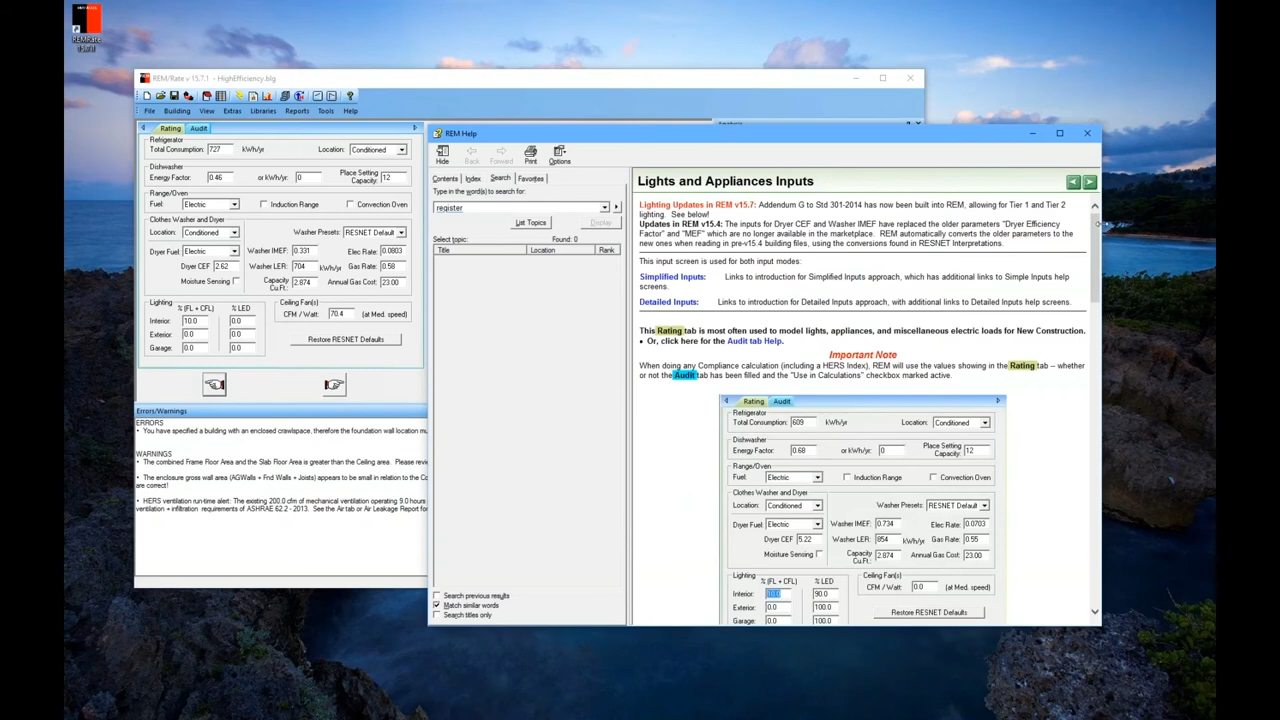 REM/Rate
REM/Rate v 15.7.1 - HighEfficiency.blg
File Building View Extras Libraries Reports Tools Help
Rating Audit
Refrigerator
Total Consumption: 727 kWh/yr Location: Conditioned
Dishwasher
Energy Factor: 0.46 or kWh/yr: 0 Place Setting Capacity: 12
Range/Oven
Fuel: Electric Induction Range Convection Oven
Clothes Washer and Dryer
Location: Conditioned Washer Presets: RESNET Default
Dryer Fuel: Electric Washer IMEF: 0.331 Elec Rate: 0.0803
Dryer CEF: 2.62 Washer LER: 704 kWh/yr Gas Rate: 0.58
Moisture Sensing Capacity Cu.Ft.: 2.874 Annual Gas Cost: 23.00
Lighting % (FL + CFL) % LED Ceiling Fan(s)
Interior: 10.0 0.0 CFM / Watt: 70.4 (at Med. speed)
Exterior: 0.0 0.0
Garage: 0.0 0.0 Restore RESNET Defaults
Errors/Warnings
ERRORS
• You have specified a building with an enclosed crawlspace, therefore the foundation wall location mu
WARNINGS
• The combined Frame Floor Area and the Slab Floor Area is greater than the Ceiling area. Please revie
• The enclosure gross wall area (AGWalls + Fnd Walls + Joists) appears to be small in relation to the Co
are correct!
• HERS ventilation run-time alert. The existing 200.0 cfm of mechanical ventilation operating 9.0 hours
ventilation + infiltration requirements of ASHRAE 62.2 - 2013. See the Air tab or Air Leakage Report for
REM Help
Hide Back Forward Print Options
Contents Index Search Favorites
Type in the word(s) to search for:
register
List Topics Display
Select topic: Found: 0
Title Location Rank
Search previous results
Match similar words
Search titles only
Lights and Appliances Inputs
Lighting Updates in REM v15.7: Addendum G to Std 301-2014 has now been built into REM, allowing for Tier 1 and Tier 2
lighting. See below!
Updates in REM v15.4: The inputs for Dryer CEF and Washer IMEF have replaced the older parameters "Dryer Efficiency
Factor" and "MEF" which are no longer available in the marketplace. REM automatically converts the older parameters to the
new ones when reading in pre-v15.4 building files, using the conversions found in RESNET Interpretations.
This input screen is used for both input modes:
Simplified Inputs: Links to introduction for Simplified Inputs approach, which has additional links to Simple Inputs help
screens.
Detailed Inputs: Links to introduction for Detailed Inputs approach, with additional links to Detailed Inputs help screens.
This Rating tab is most often used to model lights, appliances, and miscellaneous electric loads for New Construction.
• Or, click here for the Audit tab Help.
Important Note
When doing any Compliance calculation (including a HERS Index), REM will use the values showing in the Rating tab – whether
or not the Audit tab has been filled and the "Use in Calculations" checkbox marked active.
Rating Audit
Refrigerator
Total Consumption: 609 kWh/yr Location: Conditioned
Dishwasher
Energy Factor: 0.68 or kWh/yr: 0 Place Setting Capacity: 12
Range/Oven
Fuel: Electric Induction Range Convection Oven
Clothes Washer and Dryer
Location: Conditioned Washer Presets: RESNET Default
Dryer Fuel: Electric Washer IMEF: 0.734 Elec Rate: 0.0703
Dryer CEF: 5.22 Washer LER: 854 kWh/yr Gas Rate: 0.55
Moisture Sensing Capacity Cu.Ft.: 2.874 Annual Gas Cost: 23.00
Lighting % (FL + CFL) % LED Ceiling Fan(s)
Interior: 10.0 90.0 CFM / Watt: 0.0 (at Med. speed)
Exterior: 0.0 100.0
Garage: 0.0 100.0 Restore RESNET Defaults